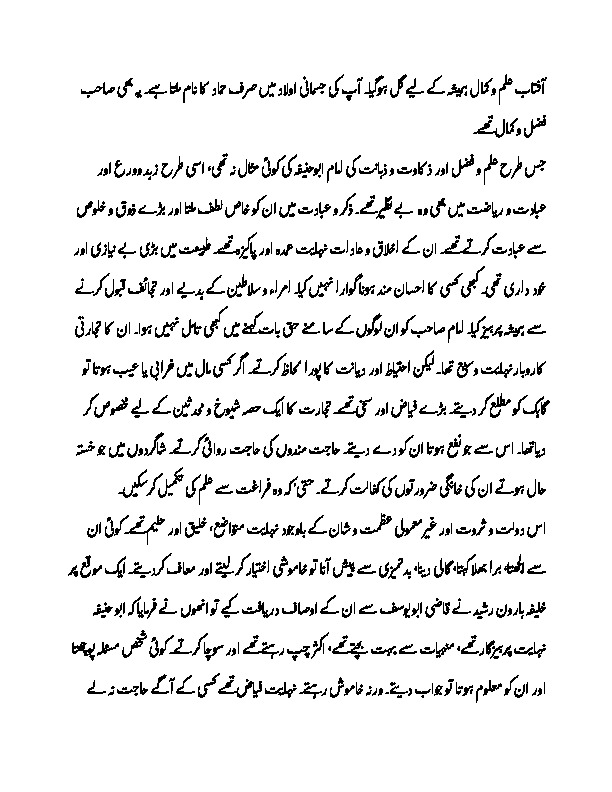 آفتاب علم و کمال ہمیشہ کے لیے گل ہوگیا۔ آپ کی جسمانی اولاد میں صرف حماد کا نام ملتا ہے۔ یہ بھی صاحب
فضل و کمال تھے۔
جس طرح علم و فضل اور ذکاوت و ذہانت کی امام ابوحنیفہ کی کوئی مثال نہ تھی، اسی طرح زہد وورع اور
عبادت و ریاضت میں بھی وہ بے نظیر تھے۔ ذکر و عبادت میں ان کو خاص لطف ملتا اور بڑے ذوق و خلوص
سے عبادت کرتے تھے۔ ان کے اخلاق و عادات نہایت عمدہ اور پاکیزہ تھے۔ طبیعت میں بڑی بے نیازی اور
خود داری تھی۔ کبھی کسی کا احسان مند ہونا گوارا نہیں کیا۔ امراء و سلاطین کے ہدیے اور تحائف قبول کرنے
سے ہمیشہ پرہیز کیا۔ امام صاحب کو ان لوگوں کے سامنے حق بات کہنے میں کبھی تامل نہیں ہوا۔ ان کا تجارتی
کاروبار نہایت وسیع تھا۔ لیکن احتیاط اور دیانت کا پورا لحاظ کرتے۔ اگر کسی مال میں خرابی یا عیب ہوتا تو
گاہک کو مطلع کر دیتے۔ بڑے فیاض اور سخی تھے۔ تجارت کا ایک حصہ شیوخ و محدثین کے لیے مخصوص کر
دیاتھا۔ اس سے جو نفع ہوتا ان کو دے دیتے۔ حاجت مندوں کی حاجت روائی کرتے۔ شاگردوں میں جو خستہ
حال ہوتے ان کی خانگی ضرورتوں کی کفالت کرتے۔ حتیٰ کہ وہ فراغت سے علم کی تکمیل کرسکیں۔
اس دولت و ثروت اور غیر معمولی عظمت و شان کے باوجود نہایت متواضع، خلیق اور حلیم تھے۔ کوئی ان
سے الجھتا، برا بھلا کہتا، گالی دیتا، بدتمیزی سے پیش آتا تو خاموشی اختیار کرلیتے اور معاف کردیتے۔ ایک موقع پر
خلیفہ ہارون رشید نے قاضی ابویوسف سے ان کے اوصاف دریافت کیے تو انھوں نے فرمایا کہ ابو حنیفہ
نہایت پرہیزگار تھے، منہیات سے بہت بچتے تھے، اکثر چپ رہتے تھے اور سوچا کرتے۔ کوئی شخص مسئلہ پوچھتا
اور ان کو معلوم ہوتا تو جواب دیتے۔ ورنہ خاموش رہتے۔ نہایت فیاض تھے کسی کے آگے حاجت نہ لے